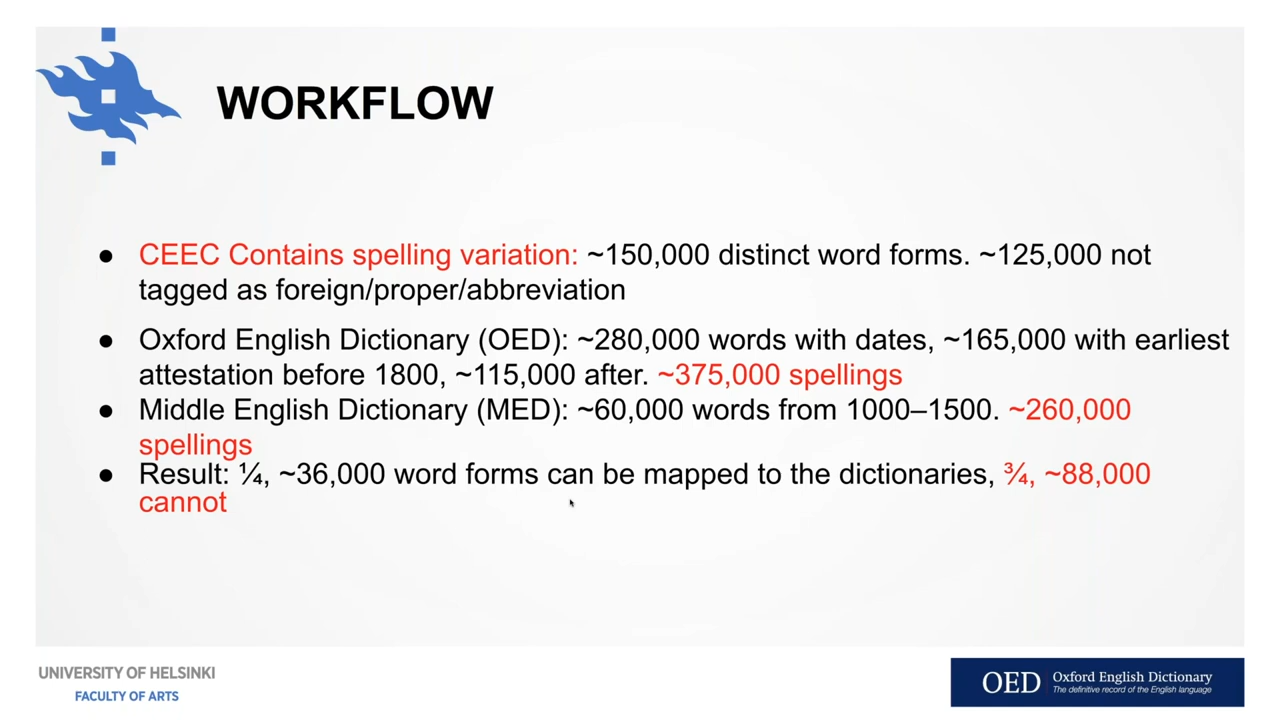 WORKFLOW
● CEEC Contains spelling variation: ~150,000 distinct word forms. ~125,000 not
tagged as foreign/proper/abbreviation
● Oxford English Dictionary (OED): ~280,000 words with dates, ~165,000 with earliest
attestation before 1800, ~115,000 after. ~375,000 spellings
● Middle English Dictionary (MED): ~60,000 words from 1000–1500. ~260,000
spellings
● Result: ¼, ~36,000 word forms can be mapped to the dictionaries, ¾, ~88,000
cannot
UNIVERSITY OF HELSINKI
FACULTY OF ARTS
OED Oxford English Dictionary
The definitive record of the English language